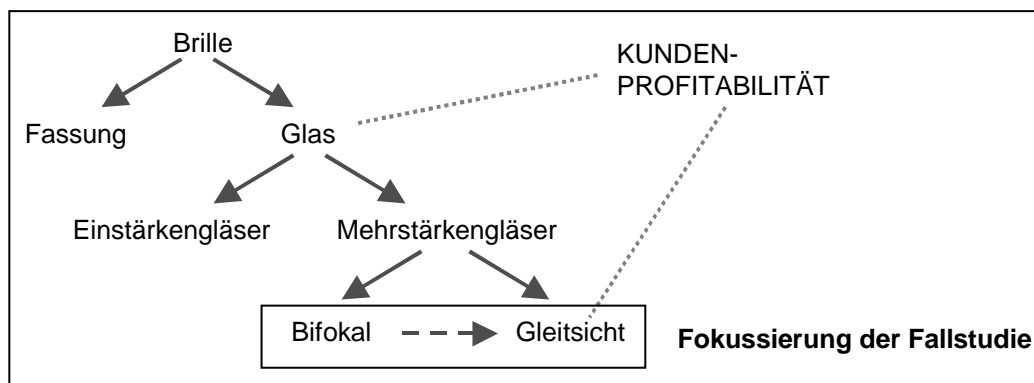 Brille
KUNDEN-
PROFITABILITÄT
Fassung
Glas
Einstärkengläser
Mehrstärkengläser
Bifokal
Gleitsicht
Fokussierung der Fallstudie